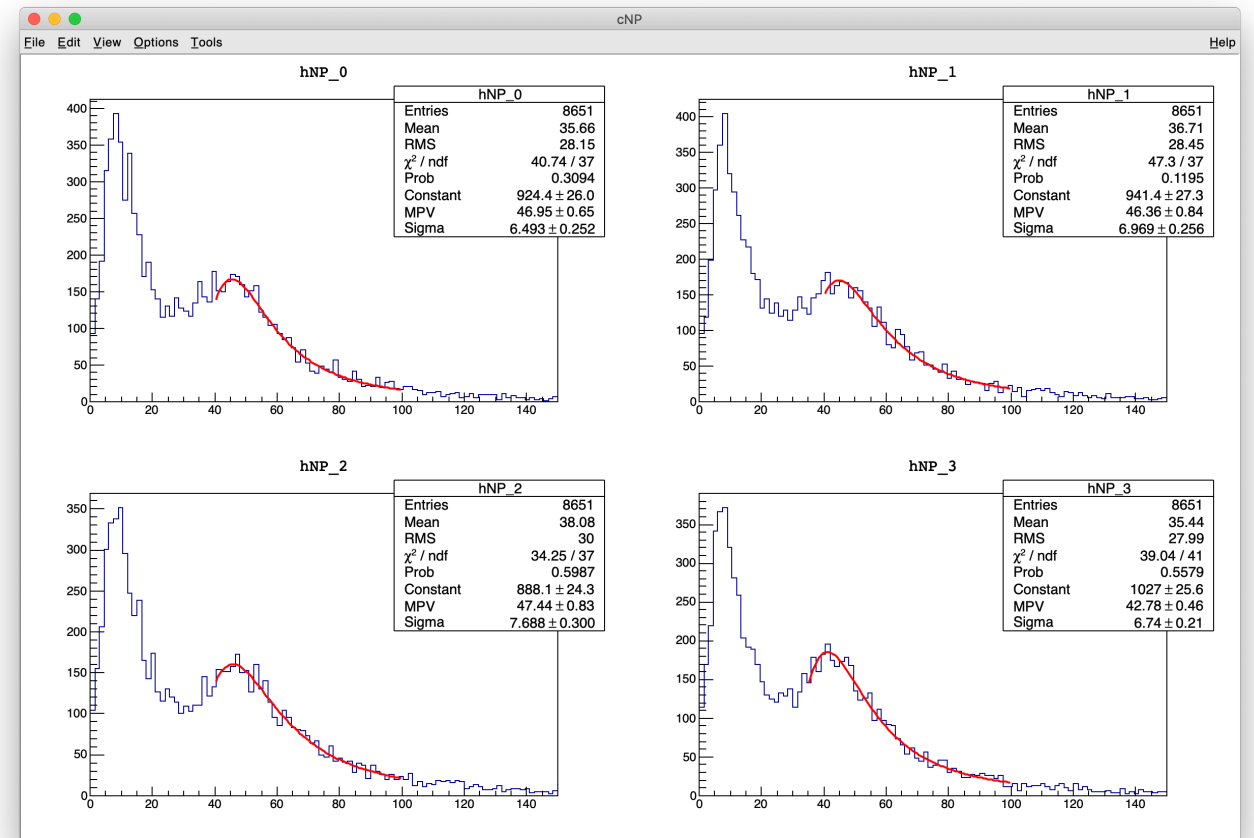 cNP
File Edit View Options Tools Help
hNP_0
hNP_0
Entries 8651
Mean 35.66
RMS 28.15
χ² / ndf 40.74 / 37
Prob 0.3094
Constant 924.4 ± 26.0
MPV 46.95 ± 0.65
Sigma 6.493 ± 0.252
400
350
300
250
200
150
100
50
0
0 20 40 60 80 100 120 140
hNP_1
hNP_1
Entries 8651
Mean 36.71
RMS 28.45
χ² / ndf 47.3 / 37
Prob 0.1195
Constant 941.4 ± 27.3
MPV 46.36 ± 0.84
Sigma 6.969 ± 0.256
400
350
300
250
200
150
100
50
0
0 20 40 60 80 100 120 140
hNP_2
hNP_2
Entries 8651
Mean 38.08
RMS 30
χ² / ndf 34.25 / 37
Prob 0.5987
Constant 888.1 ± 24.3
MPV 47.44 ± 0.83
Sigma 7.688 ± 0.300
350
300
250
200
150
100
50
0
0 20 40 60 80 100 120 140
hNP_3
hNP_3
Entries 8651
Mean 35.44
RMS 27.99
χ² / ndf 39.04 / 41
Prob 0.5579
Constant 1027 ± 25.6
MPV 42.78 ± 0.46
Sigma 6.74 ± 0.21
350
300
250
200
150
100
50
0
0 20 40 60 80 100 120 140